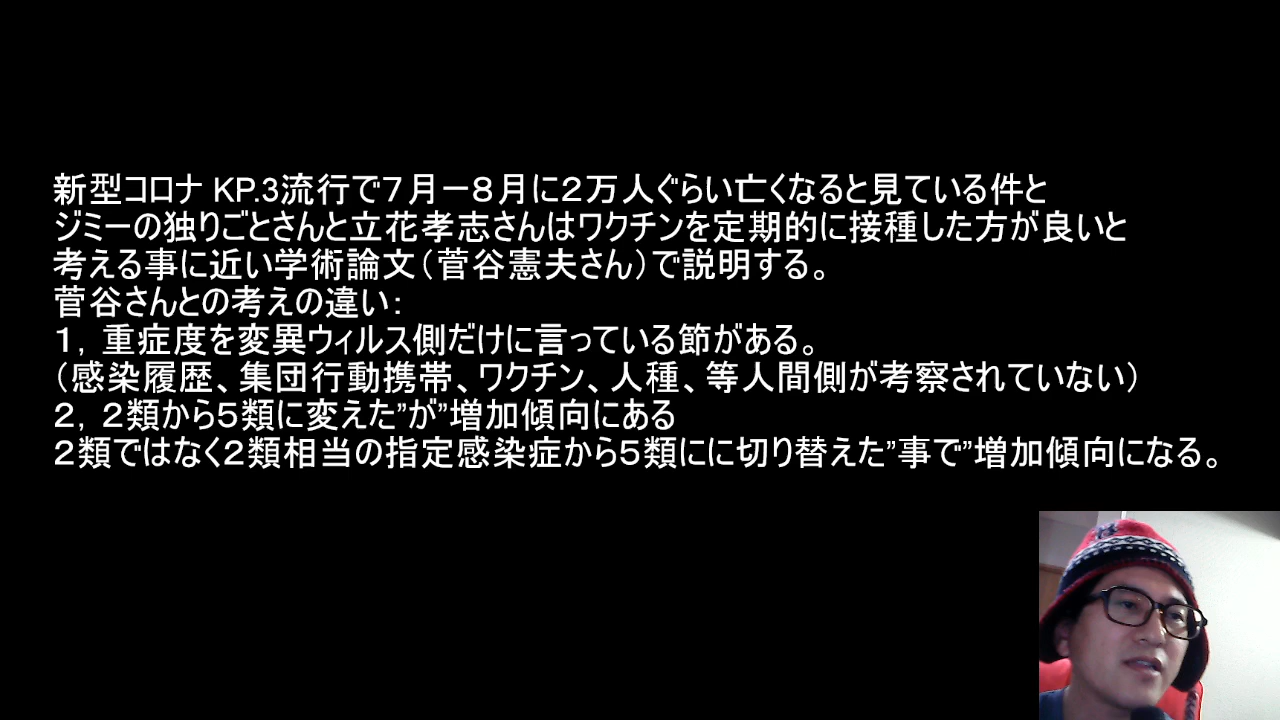 新型コロナ KP.3流行で７月ー８月に２万人ぐらい亡くなると見ている件と
ジミーの独りごとさんと立花孝志さんはワクチンを定期的に接種した方が良いと
考える事に近い学術論文（菅谷憲夫さん）で説明する。
菅谷さんとの考えの違い：
１，重症度を変異ウィルス側だけに言っている節がある。
（感染履歴、集団行動携帯、ワクチン、人種、等人間側が考察されていない）
２，２類から５類に変えた”が”増加傾向にある
２類ではなく２類相当の指定感染症から５類にに切り替えた”事で”増加傾向になる。